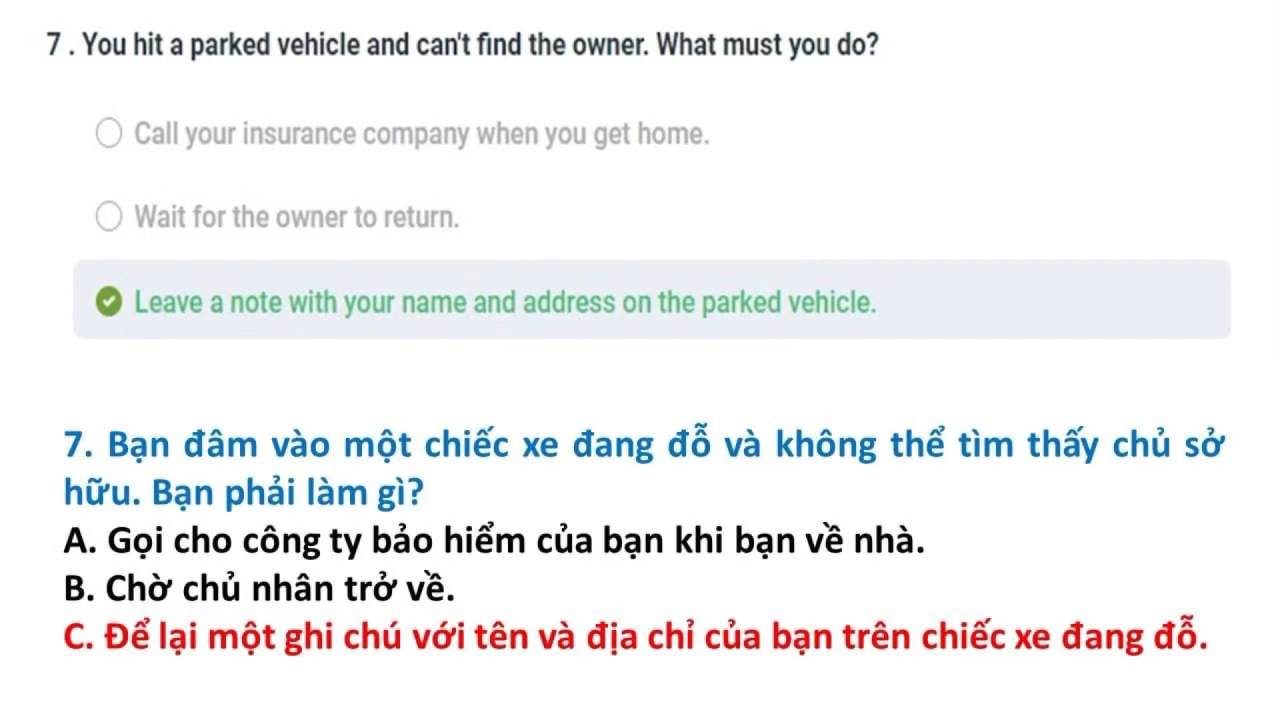 7 . You hit a parked vehicle and can't find the owner. What must you do?
Call your insurance company when you get home.
Wait for the owner to return.
Leave a note with your name and address on the parked vehicle.
7. Bạn đâm vào một chiếc xe đang đỗ và không thể tìm thấy chủ sở
hữu. Bạn phải làm gì?
A. Gọi cho công ty bảo hiểm của bạn khi bạn về nhà.
B. Chờ chủ nhân trở về.
C. Để lại một ghi chú với tên và địa chỉ của bạn trên chiếc xe đang đỗ.